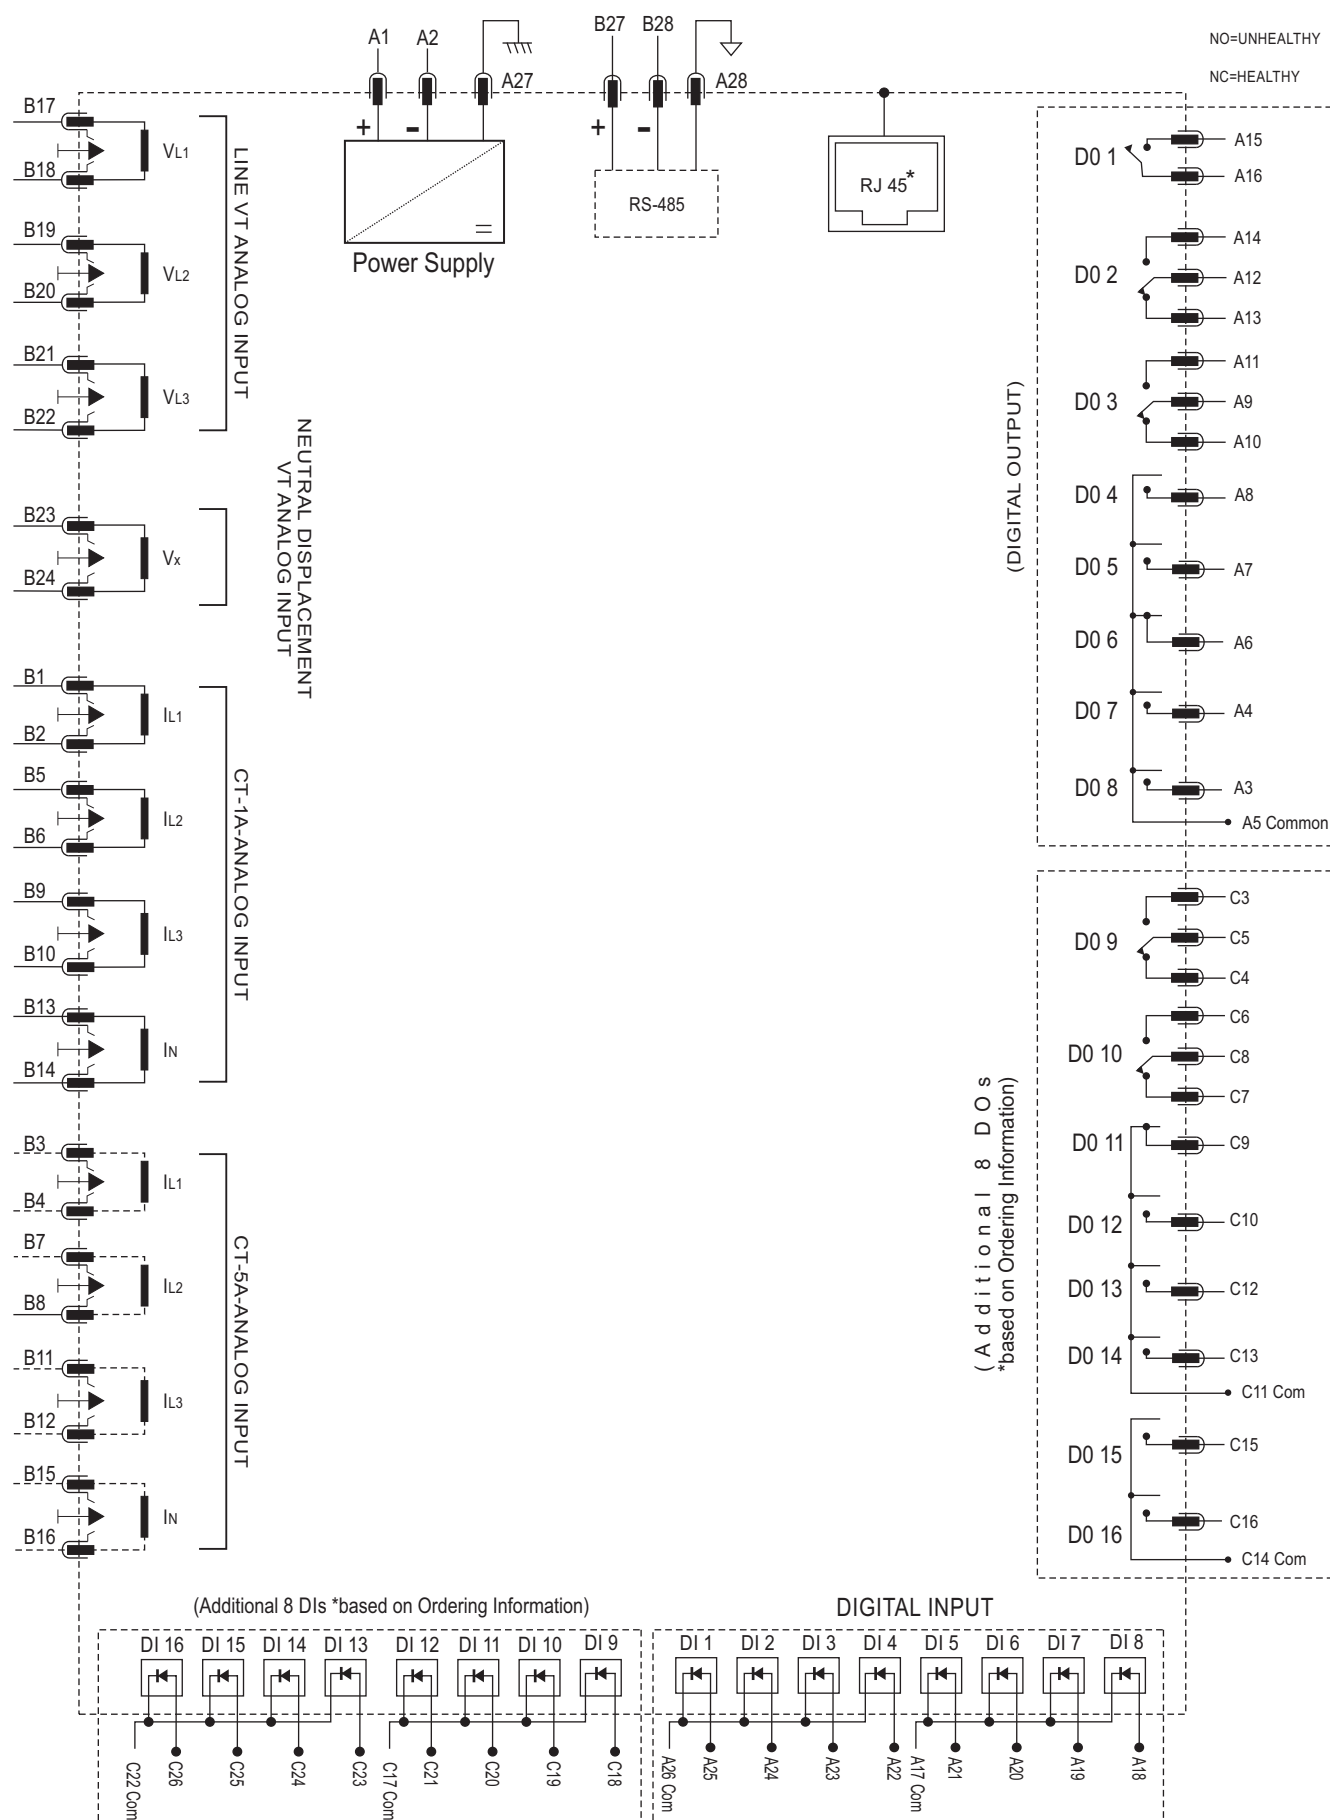 A1
A2
A27
B27
B28
A28
NO=UNHEALTHY
NC=HEALTHY
+
-
+
-
Power Supply
RS-485
RJ 45*
B17
VL1
B18
B19
VL2
B20
B21
VL3
B22
LINE VT ANALOG INPUT
B23
Vx
B24
NEUTRAL DISPLACEMENT
VT ANALOG INPUT
B1
IL1
B2
B5
IL2
B6
B9
IL3
B10
B13
IN
B14
CT-1A-ANALOG INPUT
B3
IL1
B4
B7
IL2
B8
B11
IL3
B12
B15
IN
B16
CT-5A-ANALOG INPUT
(DIGITAL OUTPUT)
D0 1
A15
A16
D0 2
A14
A12
A13
D0 3
A11
A9
A10
D0 4
A8
D0 5
A7
D0 6
A6
D0 7
A4
D0 8
A3
A5 Common
(Additional 8 DOs
*based on Ordering Information)
D0 9
C3
C5
C4
D0 10
C6
C8
C7
D0 11
C9
D0 12
C10
D0 13
C12
D0 14
C13
C11 Com
D0 15
C15
D0 16
C16
C14 Com
(Additional 8 DIs *based on Ordering Information)
DI 16 DI 15 DI 14 DI 13 DI 12 DI 11 DI 10 DI 9
C22 Com C26 C25 C24 C23 C17 Com C21 C20 C19 C18
DIGITAL INPUT
DI 1 DI 2 DI 3 DI 4 DI 5 DI 6 DI 7 DI 8
A26 Com A25 A24 A23 A22 A17 Com A21 A20 A19 A18